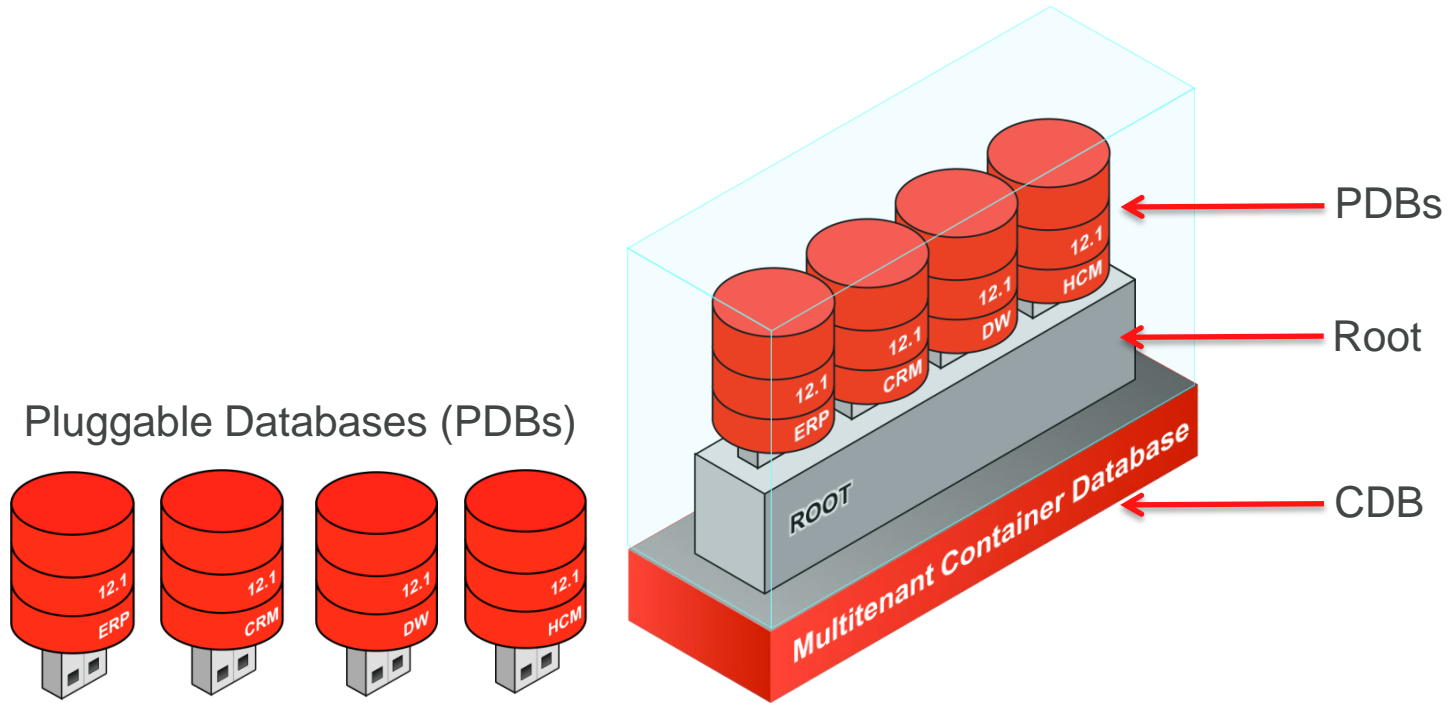 Pluggable Databases (PDBs)
12.1
ERP
12.1
CRM
12.1
DW
12.1
HCM
12.1
ERP
12.1
CRM
12.1
DW
12.1
HCM
ROOT
Multitenant Container Database
PDBs
Root
CDB